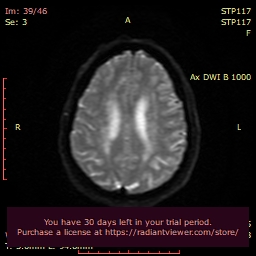 Im: 39/46
STP117
Se: 3
A
STP117
F
Ax DWI B 1000
R
L
You have 30 days left in your trial period.
Purchase a license at https://radiantviewer.com/store/